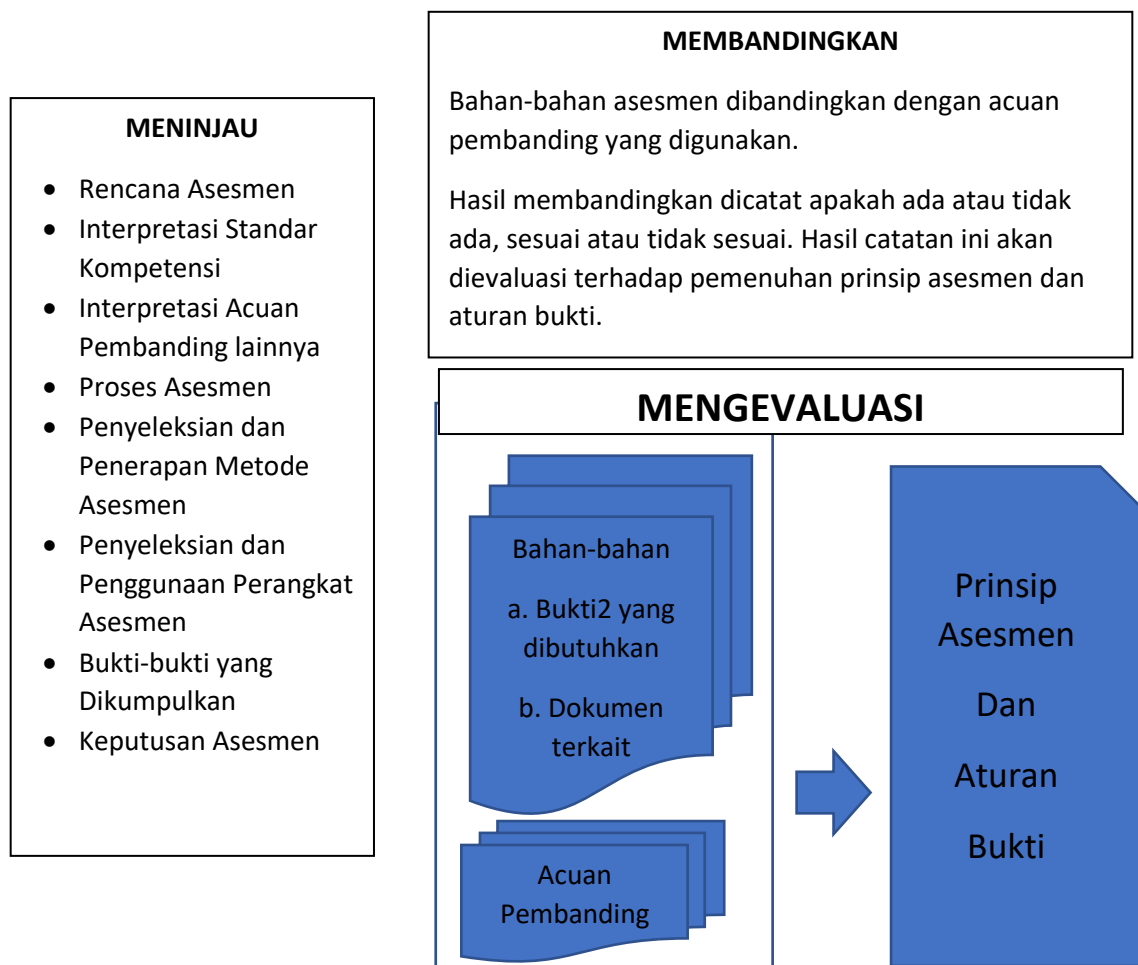 MENINJAU
• Rencana Asesmen
• Interpretasi Standar
Kompetensi
• Interpretasi Acuan
Pembanding lainnya
• Proses Asesmen
• Penyeleksian dan
Penerapan Metode
Asesmen
• Penyeleksian dan
Penggunaan Perangkat
Asesmen
• Bukti-bukti yang
Dikumpulkan
• Keputusan Asesmen
MEMBANDINGKAN
Bahan-bahan asesmen dibandingkan dengan acuan
pembanding yang digunakan.
Hasil membandingkan dicatat apakah ada atau tidak
ada, sesuai atau tidak sesuai. Hasil catatan ini akan
dievaluasi terhadap pemenuhan prinsip asesmen dan
aturan bukti.
MENGEVALUASI
Bahan-bahan
a. Bukti2 yang
dibutuhkan
b. Dokumen
terkait
Acuan
Pembanding
Prinsip
Asesmen
Dan
Aturan
Bukti